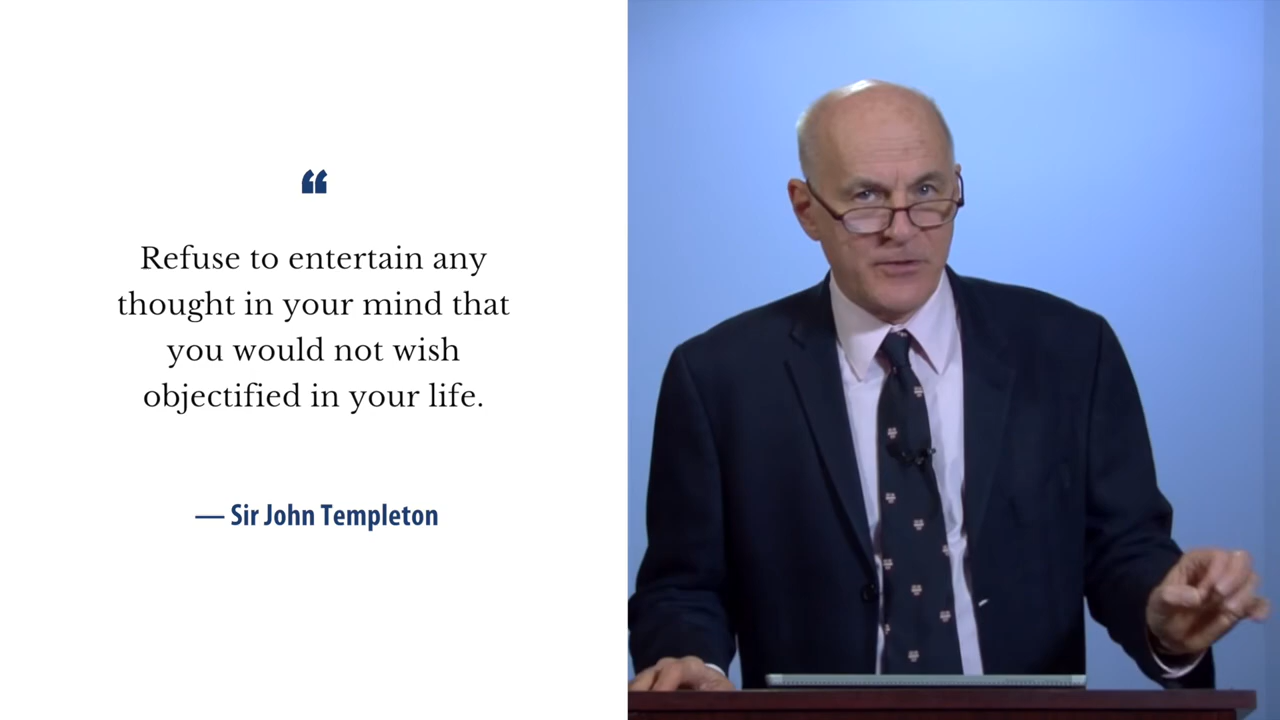 “
Refuse to entertain any
thought in your mind that
you would not wish
objectified in your life.
— Sir John Templeton